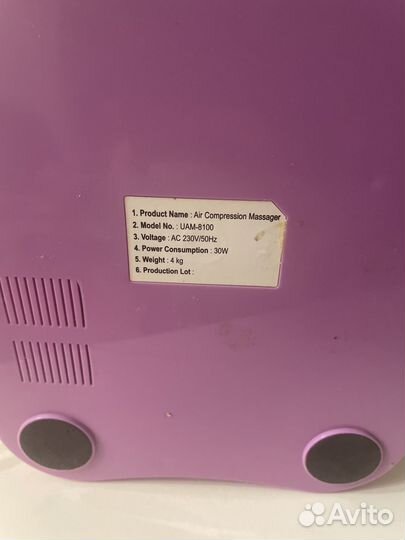 1. Product Name : Air Compression Massager
2. Model No. : UAM-8100
3. Voltage : AC 230V/50Hz
4. Power Consumption : 30W
5. Weight : 4 kg
6. Production Lot :
Avito